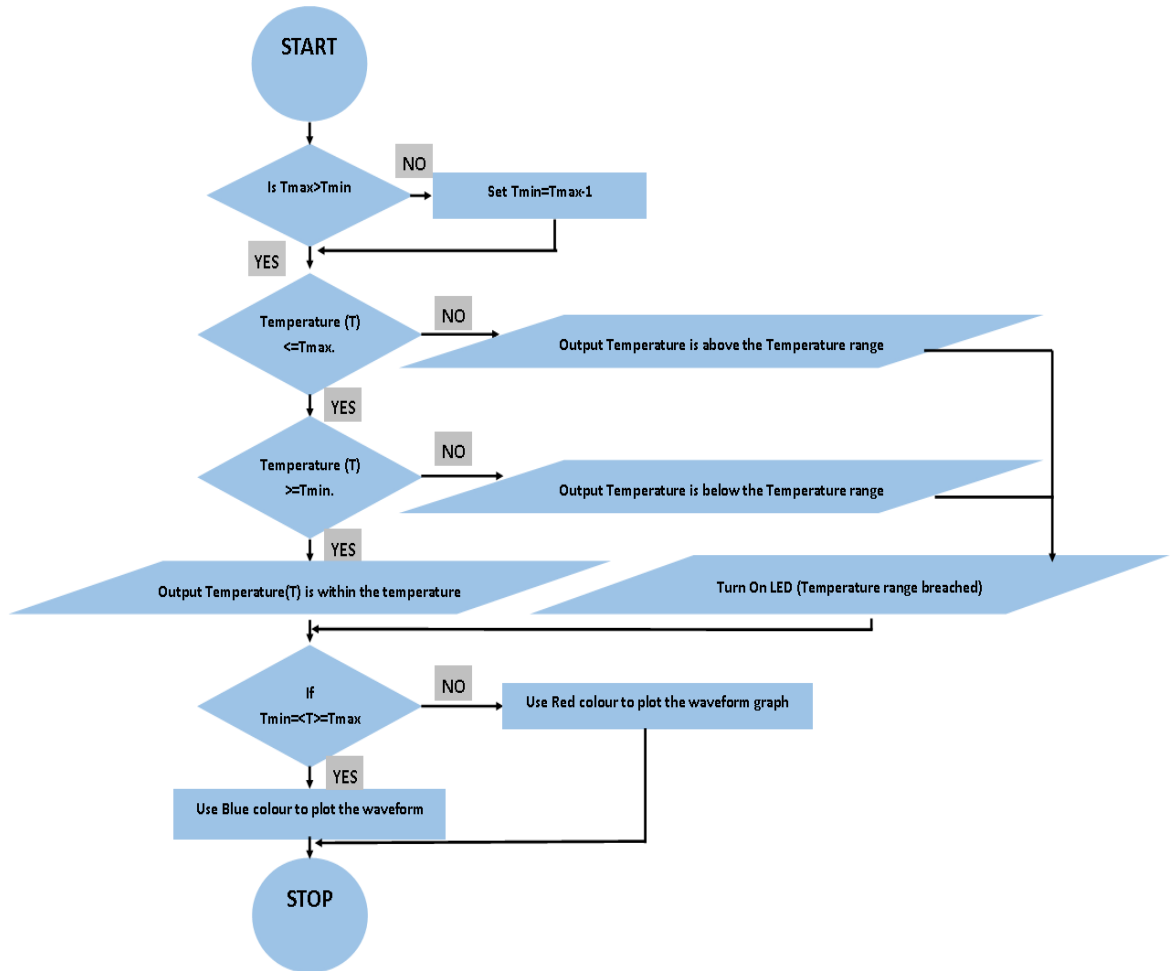 START
Is Tmax>Tmin
NO
Set Tmin=Tmax-1
YES
Temperature (T)
<=Tmax.
NO
Output Temperature is above the Temperature range
YES
Temperature (T)
>=Tmin.
NO
Output Temperature is below the Temperature range
YES
Output Temperature(T) is within the temperature
Turn On LED (Temperature range breached)
If
Tmin=<T>=Tmax
NO
Use Red colour to plot the waveform graph
YES
Use Blue colour to plot the waveform
STOP